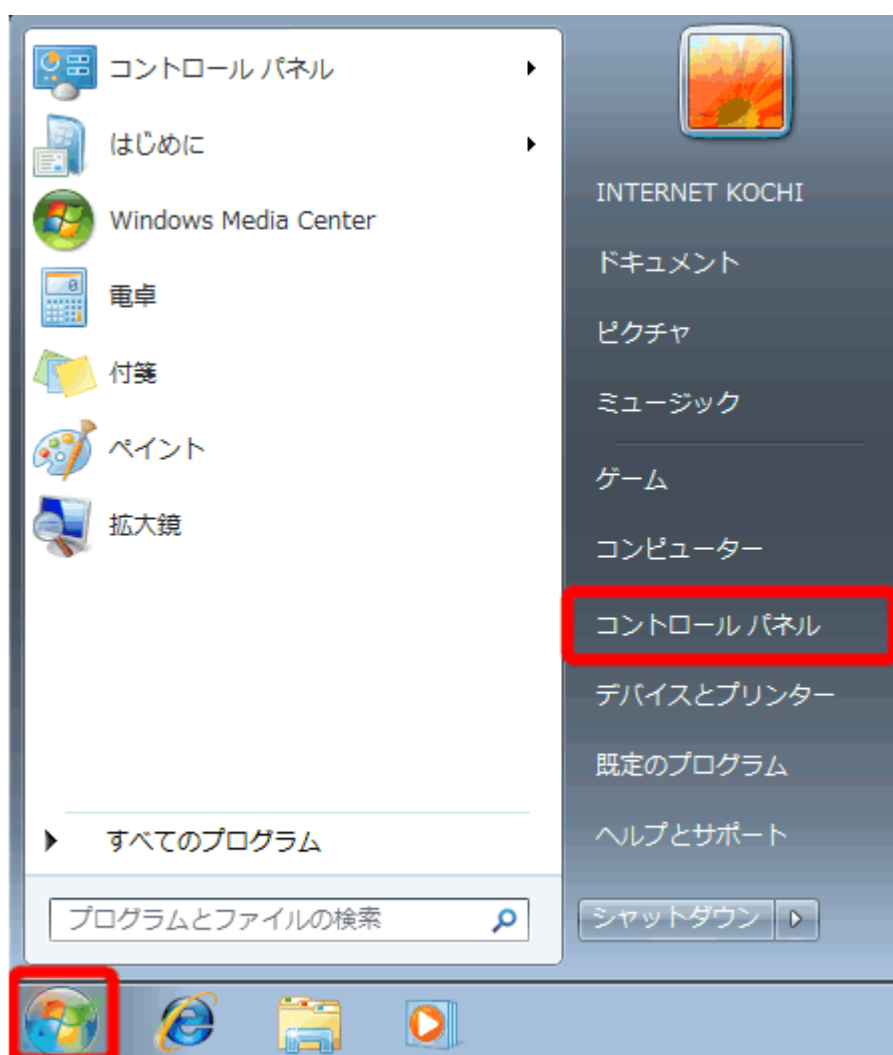 コントロール パネル
はじめに
Windows Media Center
電卓
付箋
ペイント
拡大鏡
すべてのプログラム
プログラムとファイルの検索
INTERNET KOCHI
ドキュメント
ピクチャ
ミュージック
ゲーム
コンピューター
コントロール パネル
デバイスとプリンター
既定のプログラム
ヘルプとサポート
シャットダウン